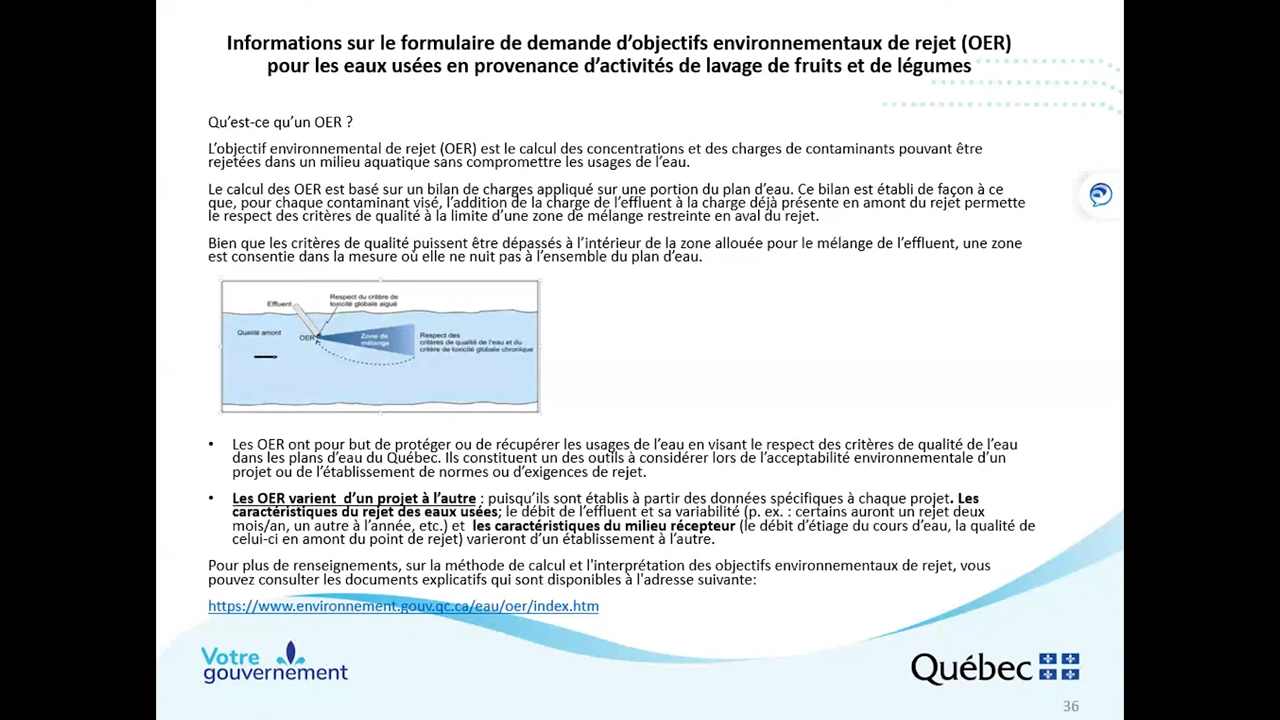 Informations sur le formulaire de demande d’objectifs environnementaux de rejet (OER)
pour les eaux usées en provenance d’activités de lavage de fruits et de légumes
Qu’est-ce qu’un OER ?
L’objectif environnemental de rejet (OER) est le calcul des concentrations et des charges de contaminants pouvant être
rejetées dans un milieu aquatique sans compromettre les usages de l’eau.
Le calcul des OER est basé sur un bilan de charges appliqué sur une portion du plan d’eau. Ce bilan est établi de façon à ce
que, pour chaque contaminant visé, l’addition de la charge de l’effluent à la charge déjà présente en amont du rejet permette
le respect des critères de qualité à la limite d’une zone de mélange restreinte en aval du rejet.
Bien que les critères de qualité puissent être dépassés à l’intérieur de la zone allouée pour le mélange de l’effluent, une zone
est consentie dans la mesure où elle ne nuit pas à l’ensemble du plan d’eau.
Effluent
Respect du critère de
toxicité globale aiguë
Qualité amont
OER
Zone de
mélange
Respect des
critères de qualité de l'eau et du
critère de toxicité globale chronique
• Les OER ont pour but de protéger ou de récupérer les usages de l’eau en visant le respect des critères de qualité de l’eau
dans les plans d’eau du Québec. Ils constituent un des outils à considérer lors de l’acceptabilité environnementale d’un
projet ou de l’établissement de normes ou d’exigences de rejet.
• Les OER varient d’un projet à l’autre : puisqu’ils sont établis à partir des données spécifiques à chaque projet. Les
caractéristiques du rejet des eaux usées; le débit de l’effluent et sa variabilité (p. ex. : certains auront un rejet deux
mois/an, un autre à l’année, etc.) et les caractéristiques du milieu récepteur (le débit d’étiage du cours d’eau, la qualité de
celui-ci en amont du point de rejet) varieront d’un établissement à l’autre.
Pour plus de renseignements, sur la méthode de calcul et l'interprétation des objectifs environnementaux de rejet, vous
pouvez consulter les documents explicatifs qui sont disponibles à l'adresse suivante:
https://www.environnement.gouv.qc.ca/eau/oer/index.htm
Votre
gouvernement
Québec
36